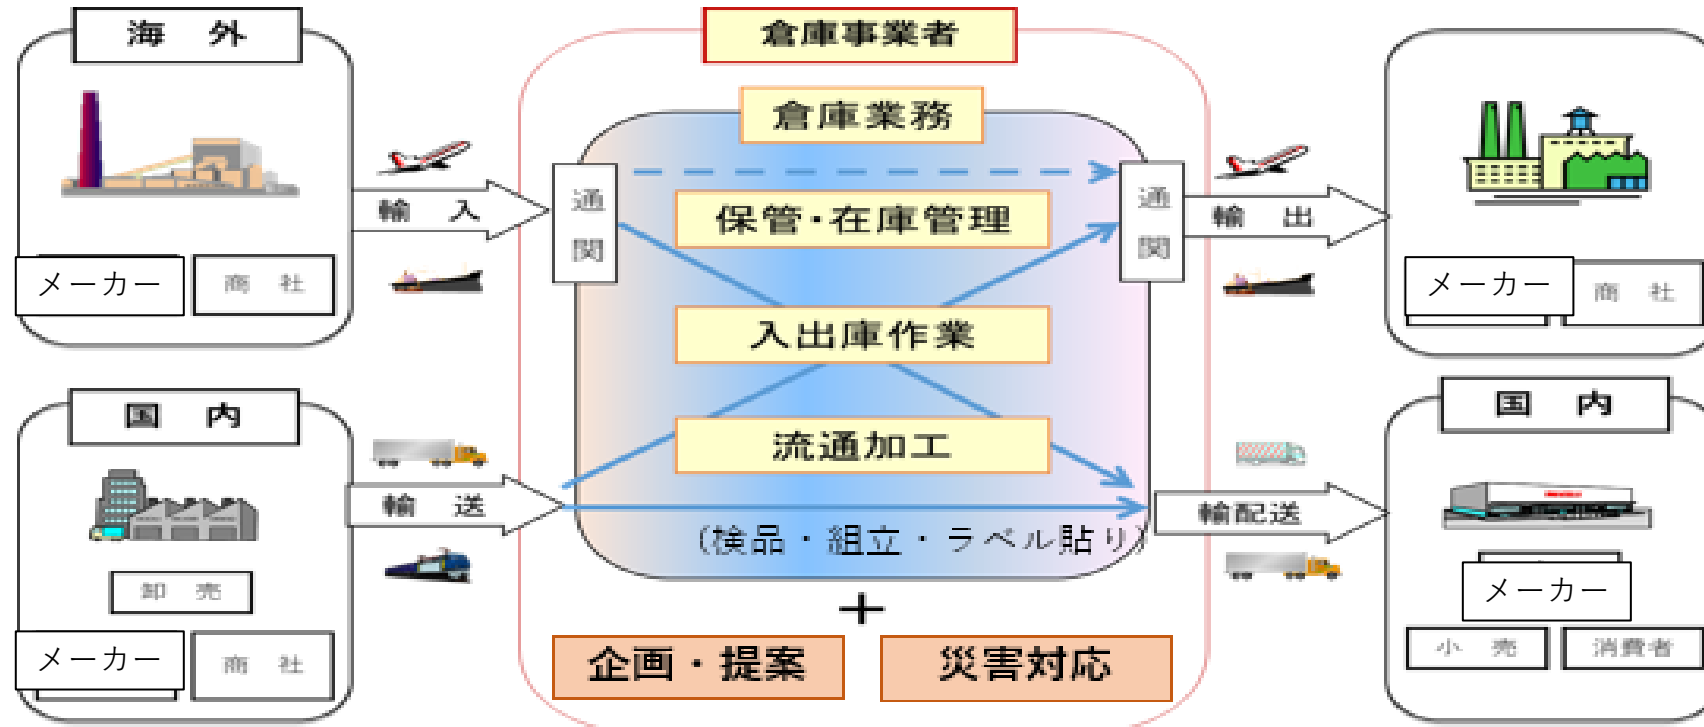 海 外
メーカー
商 社
国 内
卸 売
メーカー
商 社
輸 入
輸 送
倉庫事業者
倉庫業務
通関
保管・在庫管理
入出庫作業
流通加工
(検品・組立・ラベル貼り)
通関
+
企画・提案
災害対応
輸 出
輸配送
メーカー
商 社
国 内
メーカー
小 売
消費者